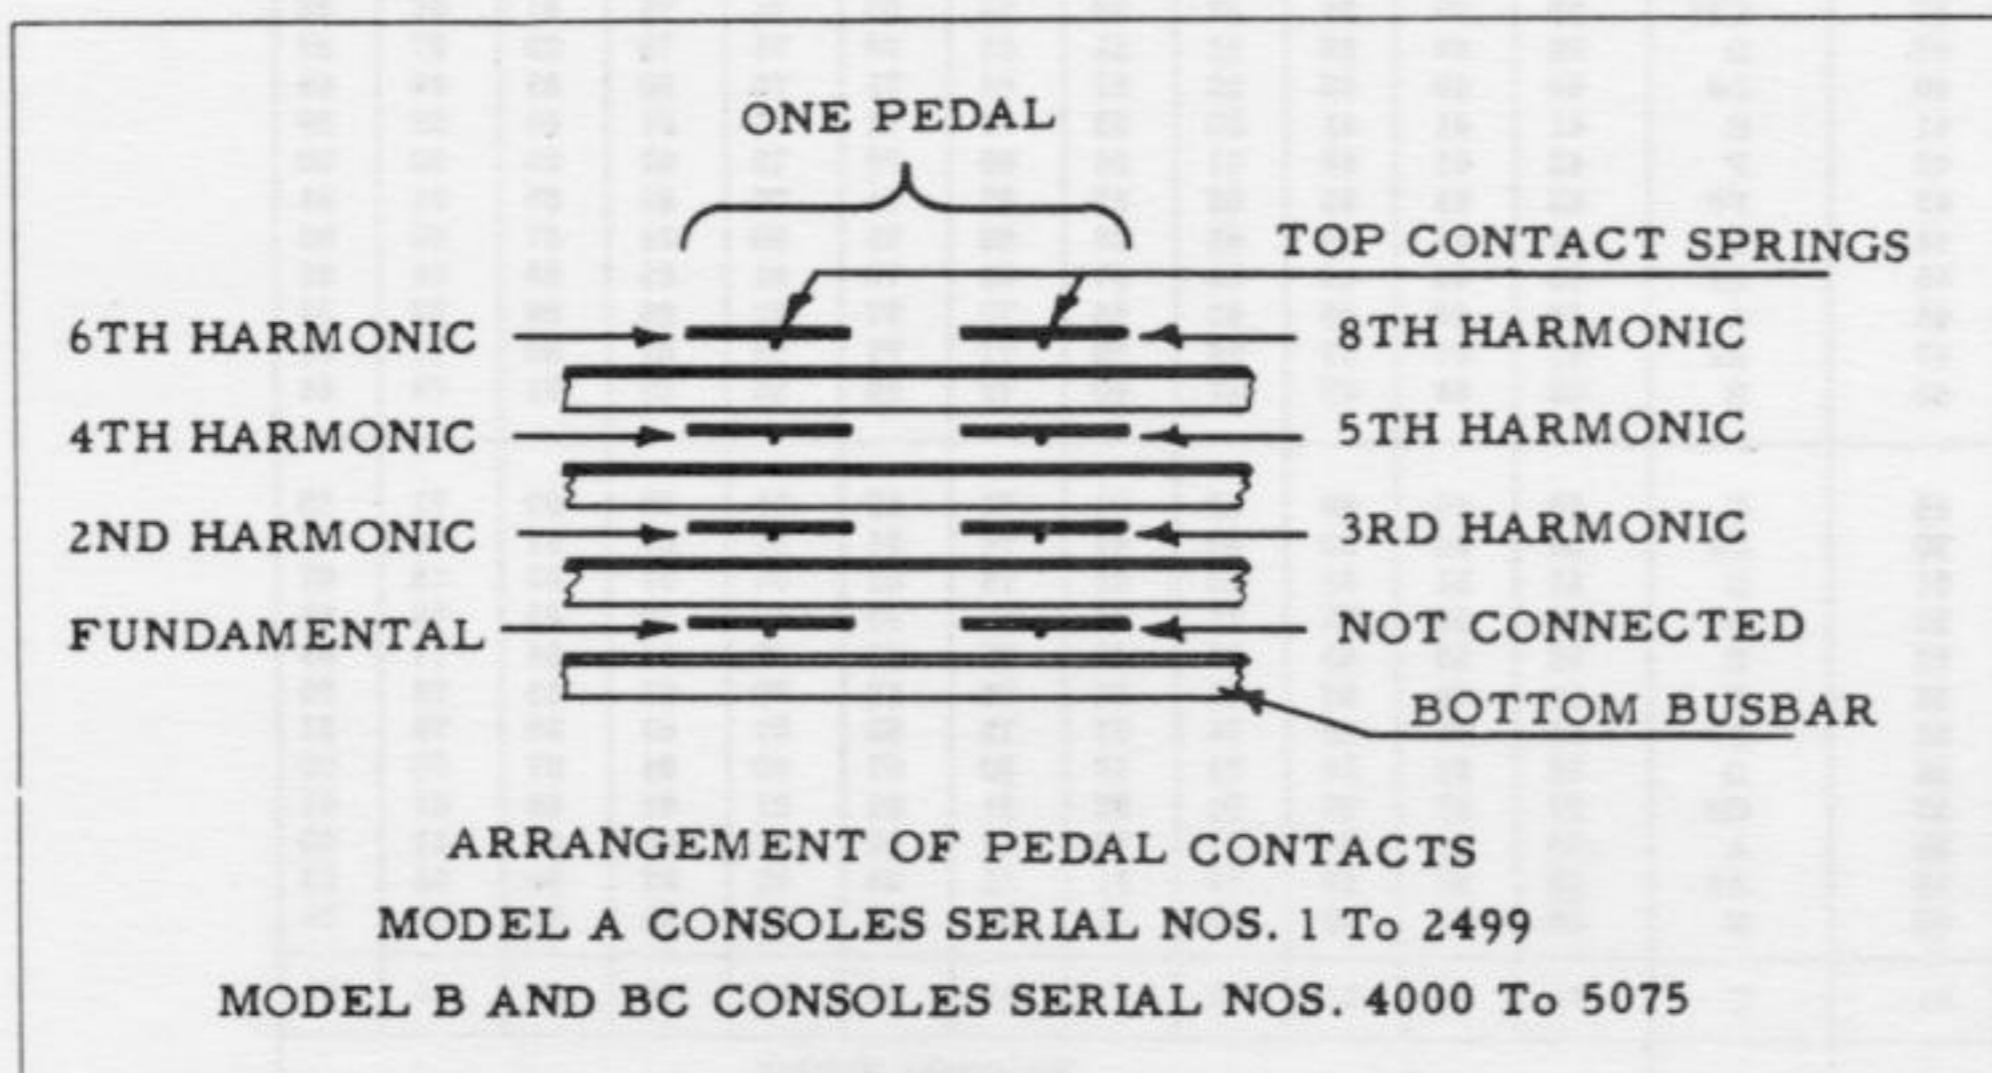 ONE PEDAL
TOP CONTACT SPRINGS
6TH HARMONIC
8TH HARMONIC
4TH HARMONIC
5TH HARMONIC
2ND HARMONIC
3RD HARMONIC
FUNDAMENTAL
NOT CONNECTED
BOTTOM BUSBAR
ARRANGEMENT OF PEDAL CONTACTS
MODEL A CONSOLES SERIAL NOS. 1 To 2499
MODEL B AND BC CONSOLES SERIAL NOS. 4000 To 5075